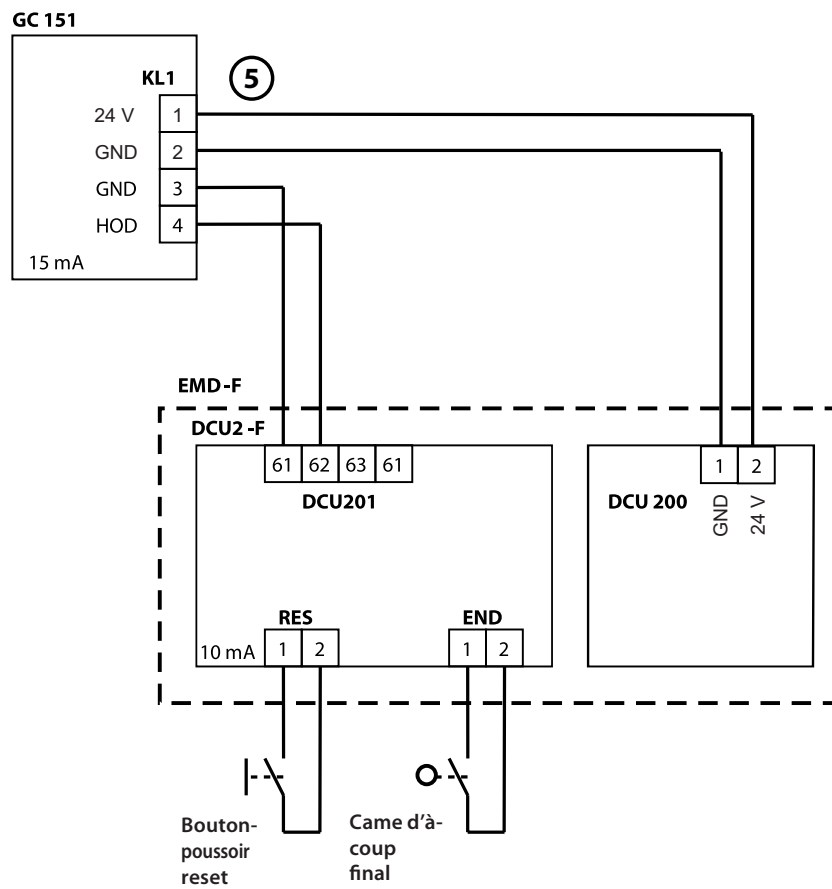 GC 151
KL1
5
24 V 1
GND 2
GND 3
HOD 4
15 mA
EMD -F
DCU2 -F
61 62 63 61
1 2
DCU201
DCU 200
GND
24 V
RES
END
10 mA
1 2
1 2
Bouton-
poussoir
reset
Came d’à-
coup
final